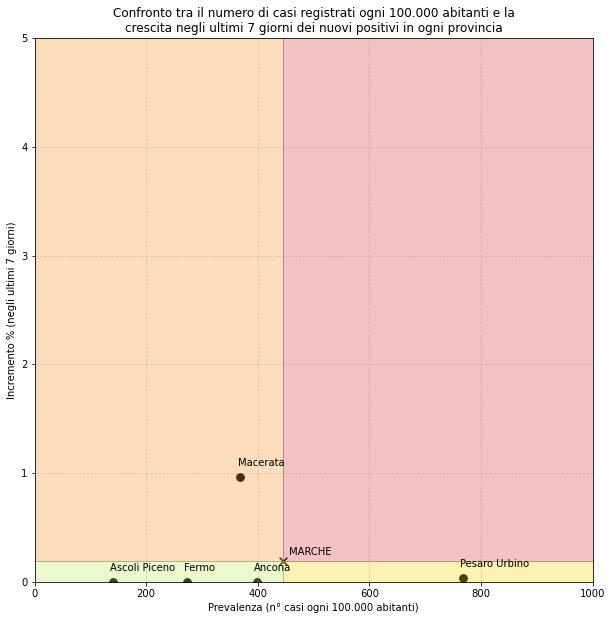 Confronto tra il numero di casi registrati ogni 100.000 abitanti e la
crescita negli ultimi 7 giorni dei nuovi positivi in ogni provincia
5
4
3
2
1
0
Incremento % (negli ultimi 7 giorni)
Macerata
MARCHE
Ascoli Piceno
Fermo
Ancona
Pesaro Urbino
0
200
400
600
800
1000
Prevalenza (n° casi ogni 100.000 abitanti)